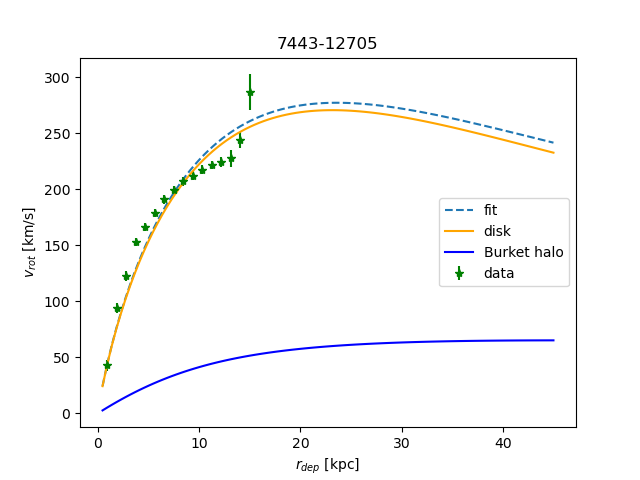 7443-12705
300
250
200
150
100
50
0
v_rot [km/s]
fit
disk
Burket halo
data
0 10 20 30 40
r_dep [kpc]